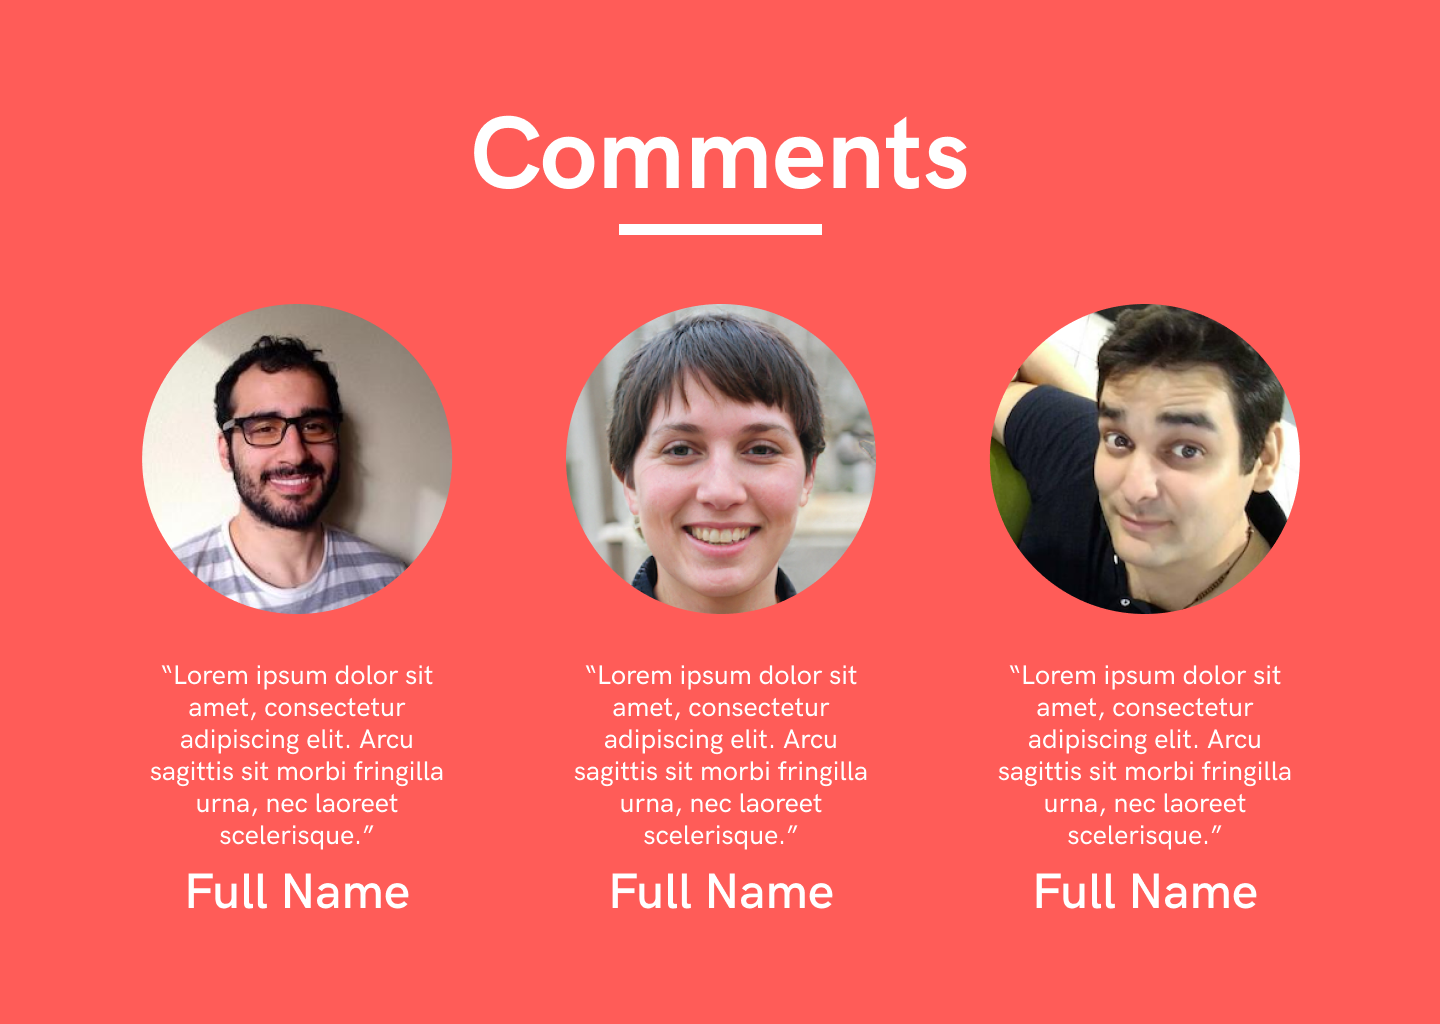 Comments
“Lorem ipsum dolor sit
amet, consectetur
adipiscing elit. Arcu
sagittis sit morbi fringilla
urna, nec laoreet
scelerisque.”
Full Name
“Lorem ipsum dolor sit
amet, consectetur
adipiscing elit. Arcu
sagittis sit morbi fringilla
urna, nec laoreet
scelerisque.”
Full Name
“Lorem ipsum dolor sit
amet, consectetur
adipiscing elit. Arcu
sagittis sit morbi fringilla
urna, nec laoreet
scelerisque.”
Full Name